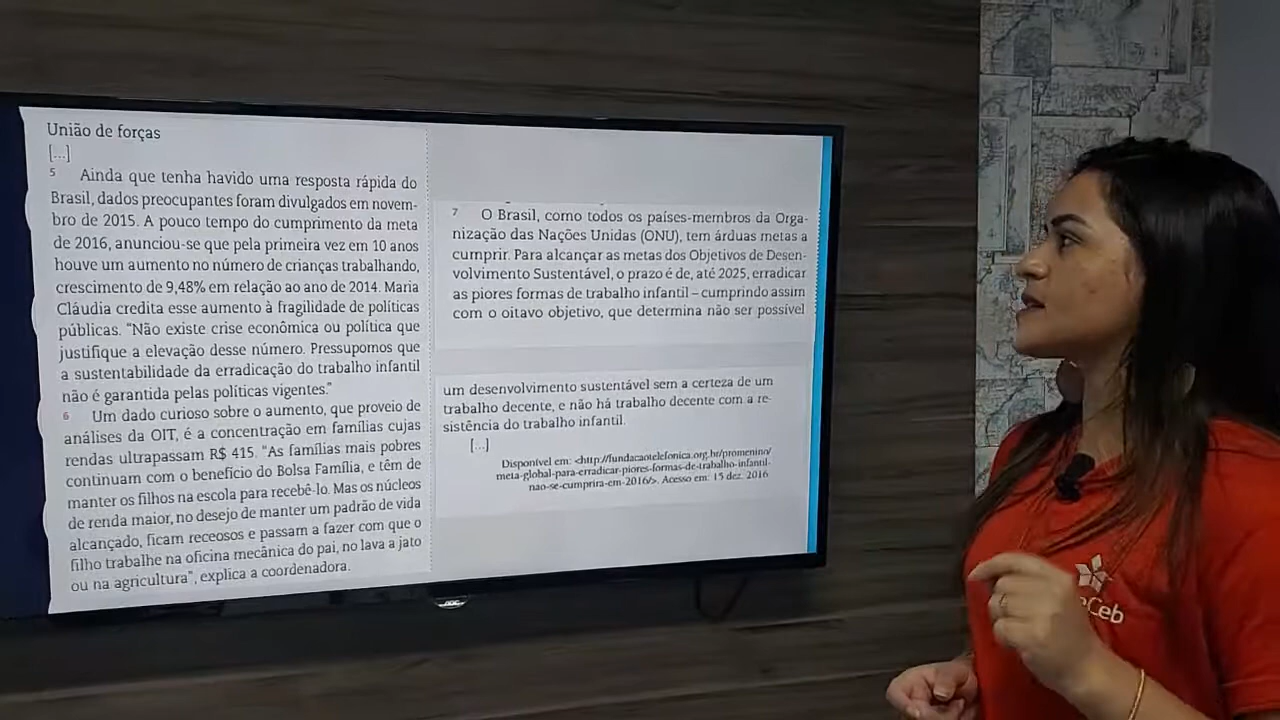 União de forças
[...]
5 Ainda que tenha havido uma resposta rápida do
Brasil, dados preocupantes foram divulgados em novem-
bro de 2015. A pouco tempo do cumprimento da meta
de 2016, anunciou-se que pela primeira vez em 10 anos
houve um aumento no número de crianças trabalhando,
crescimento de 9,48% em relação ao ano de 2014. Maria
Cláudia credita esse aumento à fragilidade de políticas
públicas. "Não existe crise econômica ou política que
justifique a elevação desse número. Pressupomos que
a sustentabilidade da erradicação do trabalho infantil
não é garantida pelas políticas vigentes."
6 Um dado curioso sobre o aumento, que proveio de
análises da OIT, é a concentração em famílias cujas
rendas ultrapassam R$ 415. "As famílias mais pobres
continuam com o benefício do Bolsa Família, e têm de
manter os filhos na escola para recebê-lo. Mas os núcleos
de renda maior, no desejo de manter um padrão de vida
alcançado, ficam receosos e passam a fazer com que o
filho trabalhe na oficina mecânica do pai, no lava a jato
ou na agricultura", explica a coordenadora.
7 O Brasil, como todos os países-membros da Orga-
nização das Nações Unidas (ONU), tem árduas metas a
cumprir. Para alcançar as metas dos Objetivos de Desen-
volvimento Sustentável, o prazo é de, até 2025, erradicar
as piores formas de trabalho infantil – cumprindo assim
com o oitavo objetivo, que determina não ser possível
um desenvolvimento sustentável sem a certeza de um
trabalho decente, e não há trabalho decente com a re-
sistência do trabalho infantil.
[...]
Disponível em: <http://fundacaotelefonica.org.br/promenino/
meta-global-para-erradicar-piores-formas-de-trabalho-infantil-
nao-se-cumprira-em-2016/>. Acesso em: 15 dez. 2016
AOC
Ceb